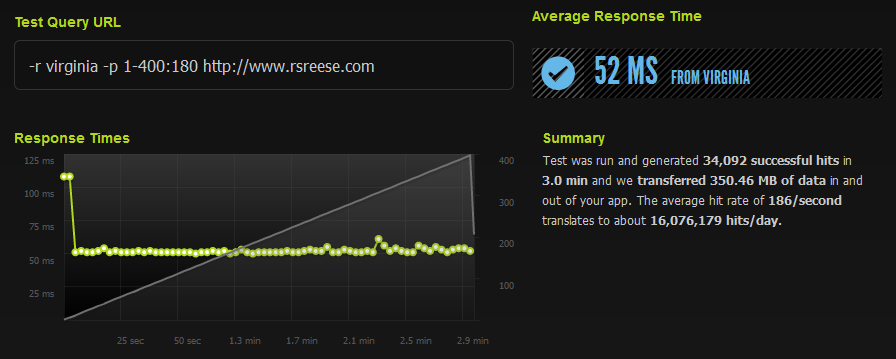 Test Query URL
-r virginia -p 1-400:180 http://www.rsreese.com
Average Response Time
52 MS FROM VIRGINIA
Response Times
125 ms
100 ms
75 ms
50 ms
25 ms
400
300
200
100
25 sec 50 sec 1.3 min 1.7 min 2.1 min 2.5 min 2.9 min
Summary
Test was run and generated 34,092 successful hits in
3.0 min and we transferred 350.46 MB of data in and
out of your app. The average hit rate of 186/second
translates to about 16,076,179 hits/day.